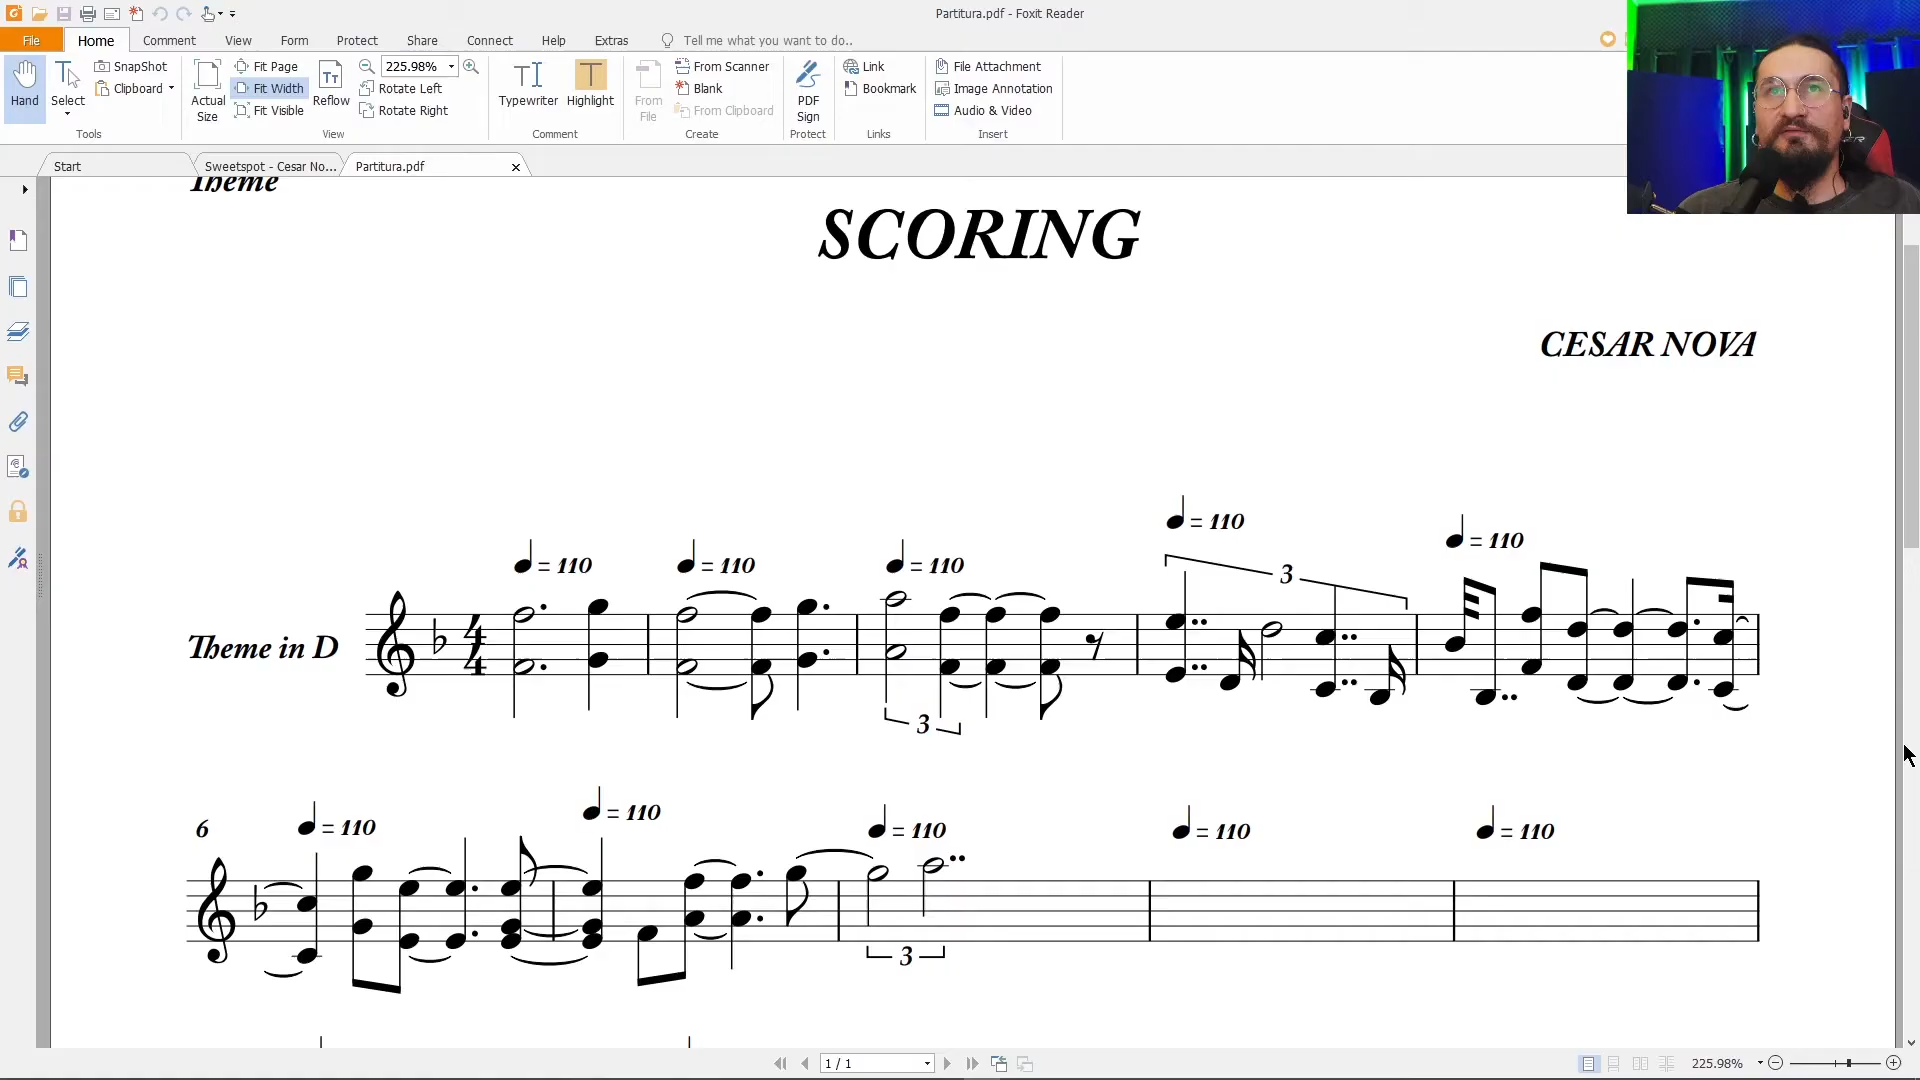 Partitura.pdf - Foxit Reader
File Home Comment View Form Protect Share Connect Help Extras Tell me what you want to do..
Hand
Select
SnapShot
Clipboard
Tools
Actual Size
Fit Page
Fit Width
Fit Visible
Reflow
225.98%
Rotate Left
Rotate Right
View
Typewriter
Highlight
Comment
From File
From Scanner
Blank
From Clipboard
Create
PDF Sign
Protect
Link
Bookmark
Links
File Attachment
Image Annotation
Audio & Video
Insert
Start
Sweetspot - Cesar No...
Partitura.pdf
Theme
SCORING
CESAR NOVA
= 110
= 110
= 110
= 110
= 110
3
Theme in D
4
4
3
6
= 110
= 110
= 110
= 110
= 110
3
1 / 1
225.98%